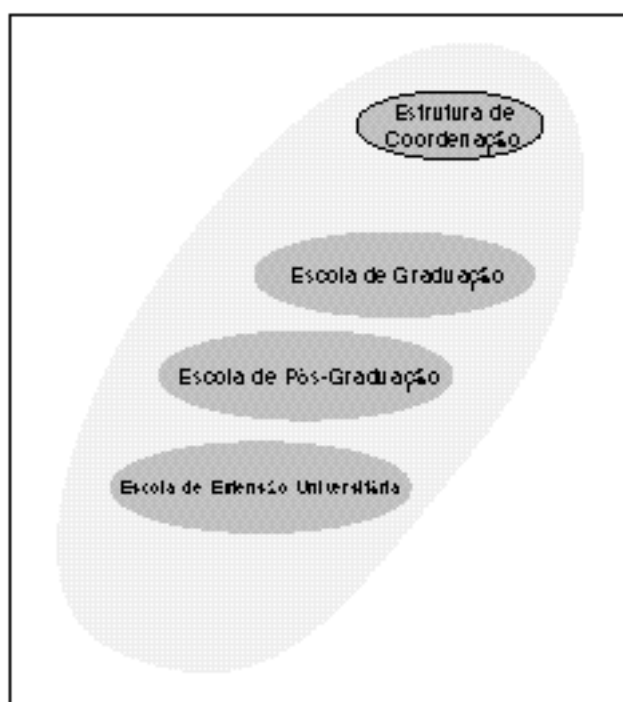 Estrutura de
Coordenação
Escola de Graduação
Escola de Pós-Graduação
Escola de Extensão Universitária